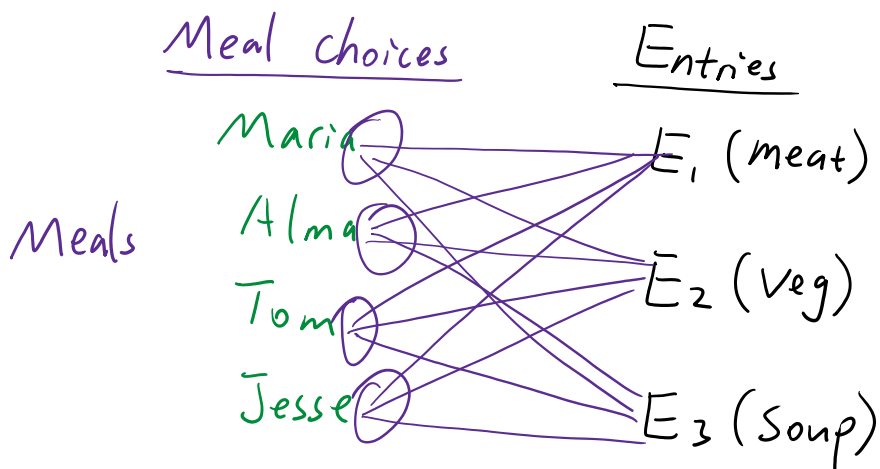 Meal Choices
Entries
Maria
E1 (meat)
Alma
Meals
E2 (Veg)
Tom
Jesse
E3 (Soup)